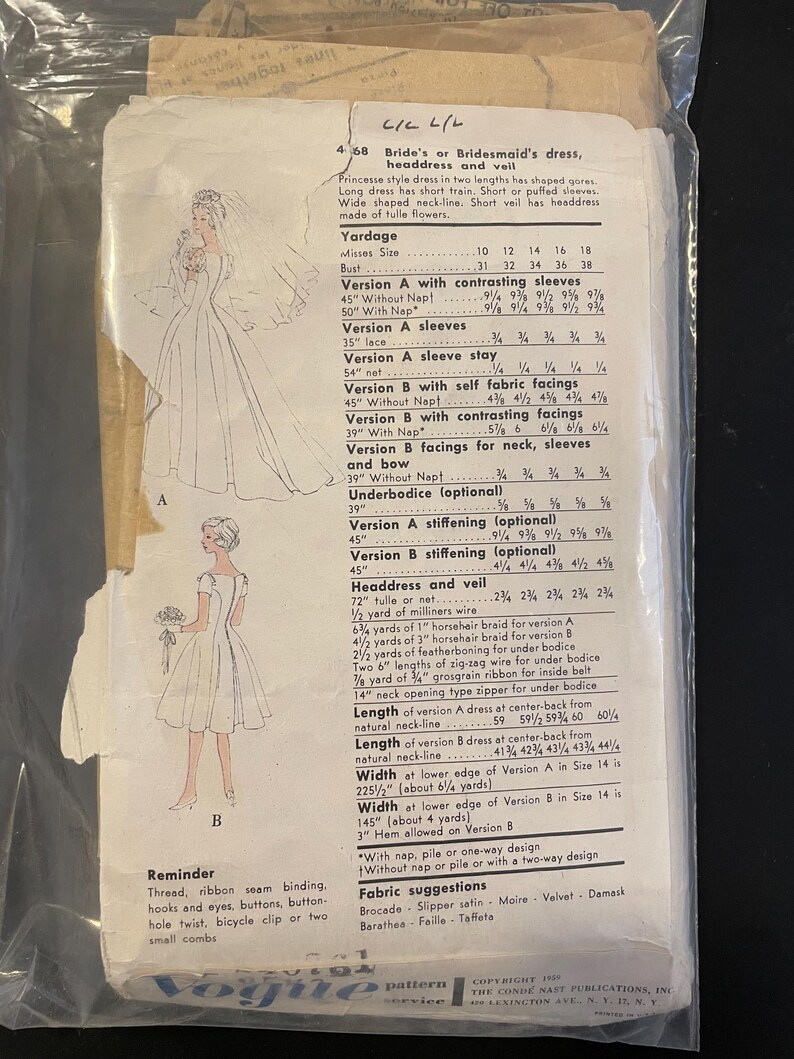 c/c L/L
4 68 Bride's or Bridesmaid's dress,
headdress and veil
Princesse style dress in two lengths has shaped gores.
Long dress has short train. Short or puffed sleeves.
Wide shaped neck-line. Short veil has headdress
made of tulle flowers.
Yardage
Misses Size ............10 12 14 16 18
Bust ....................31 32 34 36 38
Version A with contrasting sleeves
45" Without Nap† .......9¼ 9⅜ 9½ 9⅝ 9⅞
50" With Nap* ..........9⅛ 9¼ 9⅜ 9½ 9¾
Version A sleeves
35" lace ................¾ ¾ ¾ ¾ ¾
Version A sleeve stay
54" net ..................¼ ¼ ¼ ¼ ¼
Version B with self fabric facings
45" Without Nap† .......4⅜ 4½ 4⅝ 4¾ 4⅞
Version B with contrasting facings
39" With Nap* ..........5⅞ 6 6⅛ 6⅛ 6¼
Version B facings for neck, sleeves
and bow
39" Without Nap† ........¾ ¾ ¾ ¾ ¾
Underbodice (optional)
39" ......................⅝ ⅝ ⅝ ⅝ ⅝
Version A stiffening (optional)
45" .....................9¼ 9⅜ 9½ 9⅝ 9⅞
Version B stiffening (optional)
45" .....................4¼ 4¼ 4⅜ 4½ 4⅝
Headdress and veil
72" tulle or net..........2¾ 2¾ 2¾ 2¾ 2¾
½ yard of milliners wire
6¾ yards of 1" horsehair braid for version A
4½ yards of 3" horsehair braid for version B
2½ yards of featherboning for under bodice
Two 6" lengths of zig-zag wire for under bodice
⅞ yard of ¾" grosgrain ribbon for inside belt
14" neck opening type zipper for under bodice
Length of version A dress at center-back from
natural neck-line ........59 59½ 59¾ 60 60¼
Length of version B dress at center-back from
natural neck-line ........41¾ 42¾ 43¼ 43¾ 44¼
Width at lower edge of Version A in Size 14 is
225½" (about 6¼ yards)
Width at lower edge of Version B in Size 14 is
145" (about 4 yards)
3" Hem allowed on Version B
*With nap, pile or one-way design
†Without nap or pile or with a two-way design
Fabric suggestions
Brocade - Slipper satin - Moire - Velvet - Damask
Barathea - Faille - Taffeta
A
B
Reminder
Thread, ribbon seam binding,
hooks and eyes, buttons, button-
hole twist, bicycle clip or two
small combs
Vogue pattern
service
COPYRIGHT 1959
THE CONDÉ NAST PUBLICATIONS, INC.
420 LEXINGTON AVE., N. Y. 17, N. Y.
PRINTED IN